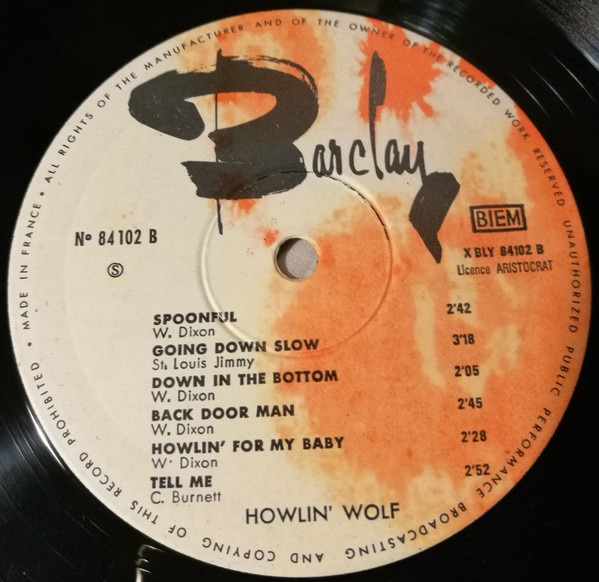 ALL RIGHTS OF THE MANUFACTURER AND OF THE OWNER OF THE RECORDED WORK RESERVED UNAUTHORIZED PUBLIC PERFORMANCE BROADCASTING AND COPYING OF THIS RECORD PROHIBITED • MADE IN FRANCE •
Barclay
Nº 84102 B
BIEM
S
X BLY 84102 B
Licence ARISTOCRAT
SPOONFUL 2'42
W. Dixon
GOING DOWN SLOW 3'18
St. Louis Jimmy
DOWN IN THE BOTTOM 2'05
W. Dixon
BACK DOOR MAN 2'45
W. Dixon
HOWLIN' FOR MY BABY 2'28
W. Dixon
TELL ME 2'52
C. Burnett
HOWLIN' WOLF